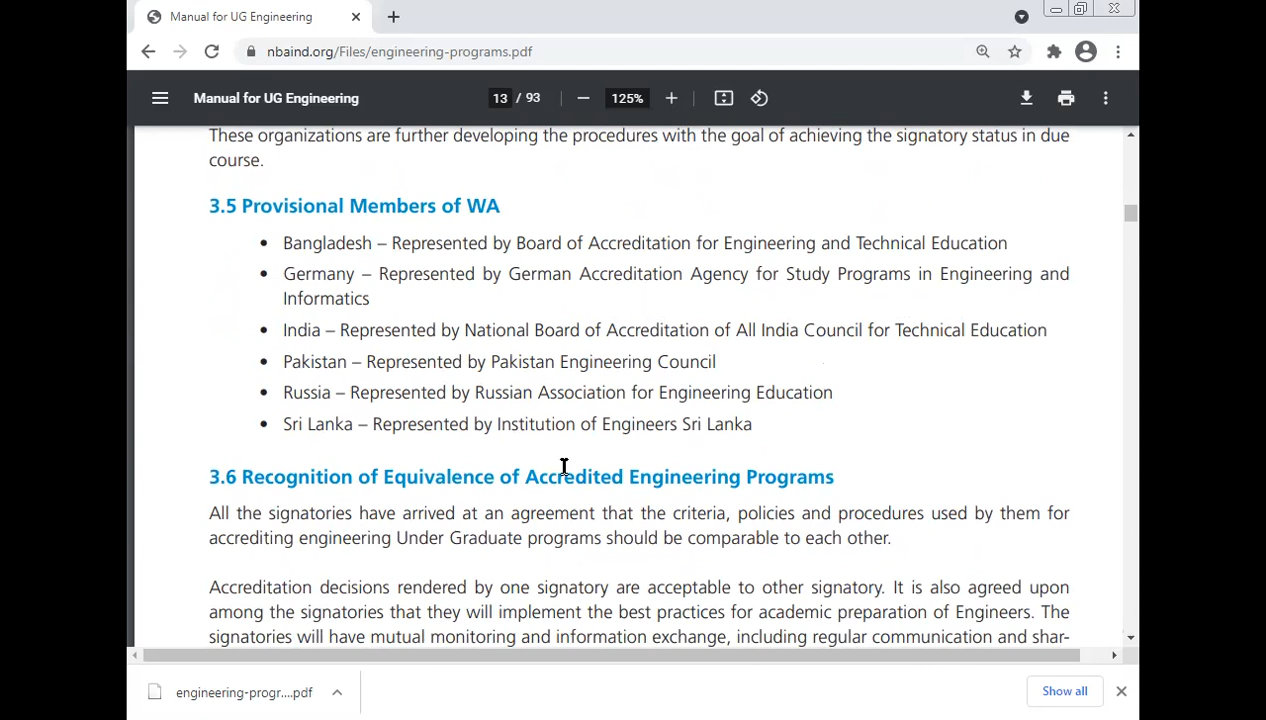 Manual for UG Engineering
nbaind.org/Files/engineering-programs.pdf
Manual for UG Engineering
13 / 93
125%
These organizations are further developing the procedures with the goal of achieving the signatory status in due
course.
3.5 Provisional Members of WA
• Bangladesh – Represented by Board of Accreditation for Engineering and Technical Education
• Germany – Represented by German Accreditation Agency for Study Programs in Engineering and
Informatics
• India – Represented by National Board of Accreditation of All India Council for Technical Education
• Pakistan – Represented by Pakistan Engineering Council
• Russia – Represented by Russian Association for Engineering Education
• Sri Lanka – Represented by Institution of Engineers Sri Lanka
3.6 Recognition of Equivalence of Accredited Engineering Programs
All the signatories have arrived at an agreement that the criteria, policies and procedures used by them for
accrediting engineering Under Graduate programs should be comparable to each other.
Accreditation decisions rendered by one signatory are acceptable to other signatory. It is also agreed upon
among the signatories that they will implement the best practices for academic preparation of Engineers. The
signatories will have mutual monitoring and information exchange, including regular communication and shar-
engineering-progr....pdf
Show all